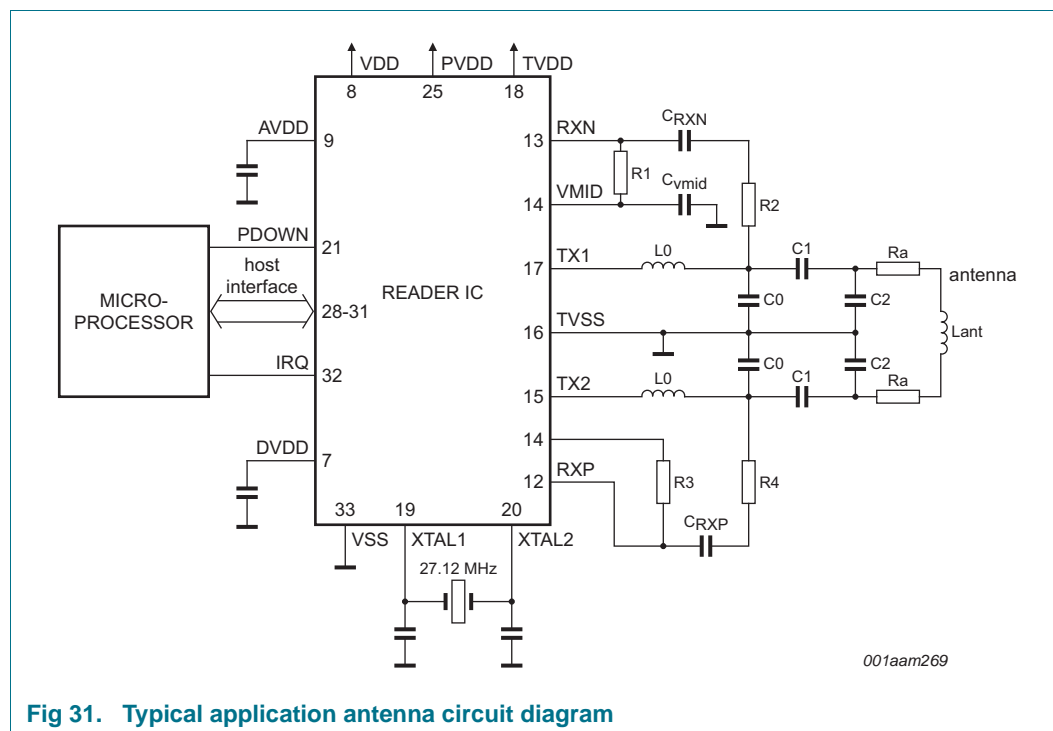 VDD PVDD TVDD
8 25 18
AVDD 9
13 RXN
CRXN
R1
14 VMID
Cvmid
R2
PDOWN 21
17 TX1
L0
C1
Ra
antenna
host
interface
28-31
MICRO-
PROCESSOR
READER IC
C0
C2
16 TVSS
Lant
IRQ 32
C0
C2
15 TX2
L0
C1
Ra
14
DVDD 7
12 RXP
R3
R4
CRXP
33 19 20
VSS XTAL1 XTAL2
27.12 MHz
001aam269
Fig 31. Typical application antenna circuit diagram